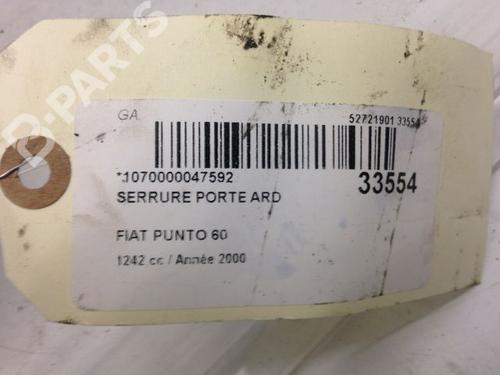 B-PARTS
GA
52721901 33554
*1070000047592
33554
SERRURE PORTE ARD
FIAT PUNTO 60
1242 cc / Année 2000